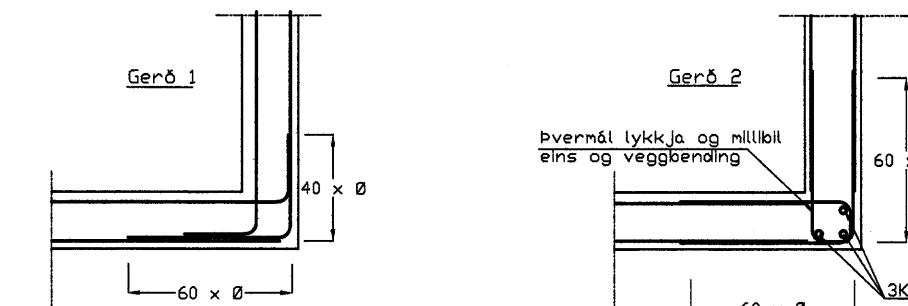 Gerð 1
40 x Ø
60 x Ø
Gerð 2
Þvermál lykkja og millibil
eins og veggbending
60
3K
60 x Ø